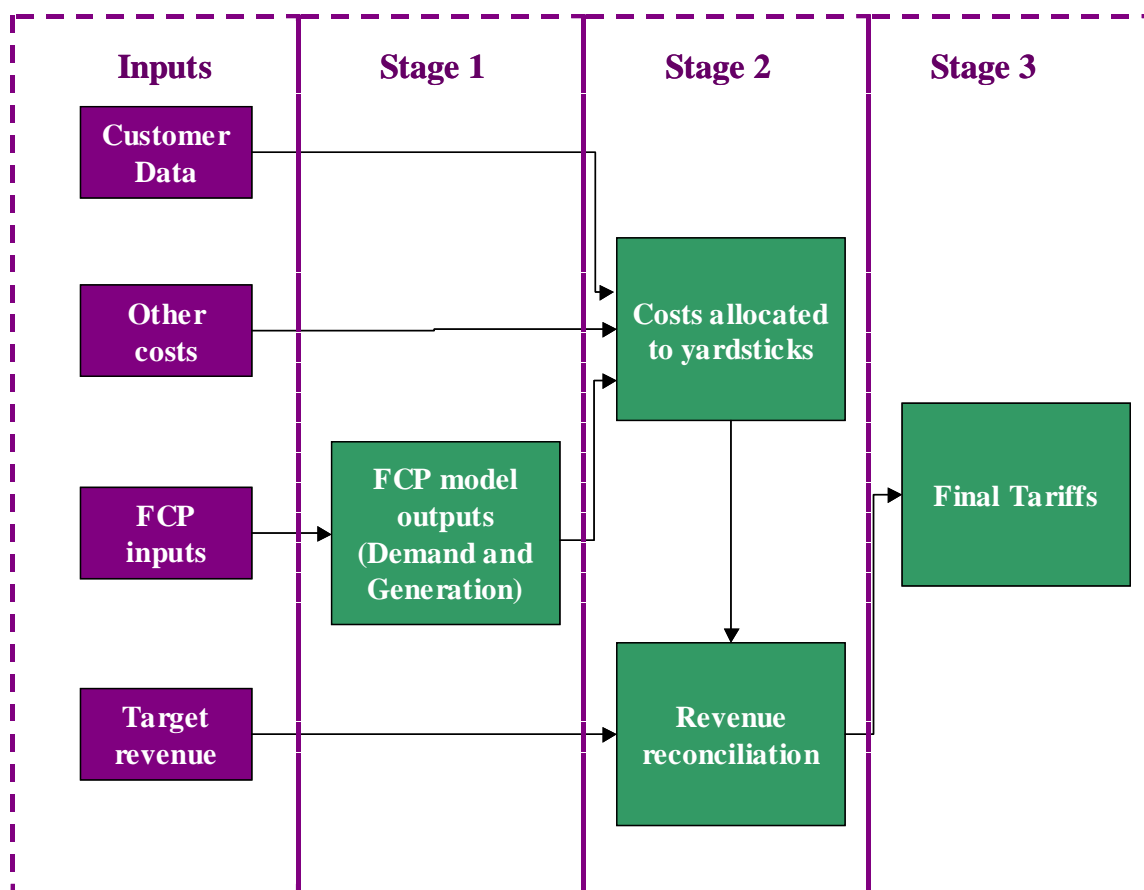 Inputs
Stage 1
Stage 2
Stage 3
Customer
Data
Other
costs
FCP
inputs
Target
revenue
FCP model
outputs
(Demand and
Generation)
Costs allocated
to yardsticks
Revenue
reconciliation
Final Tariffs